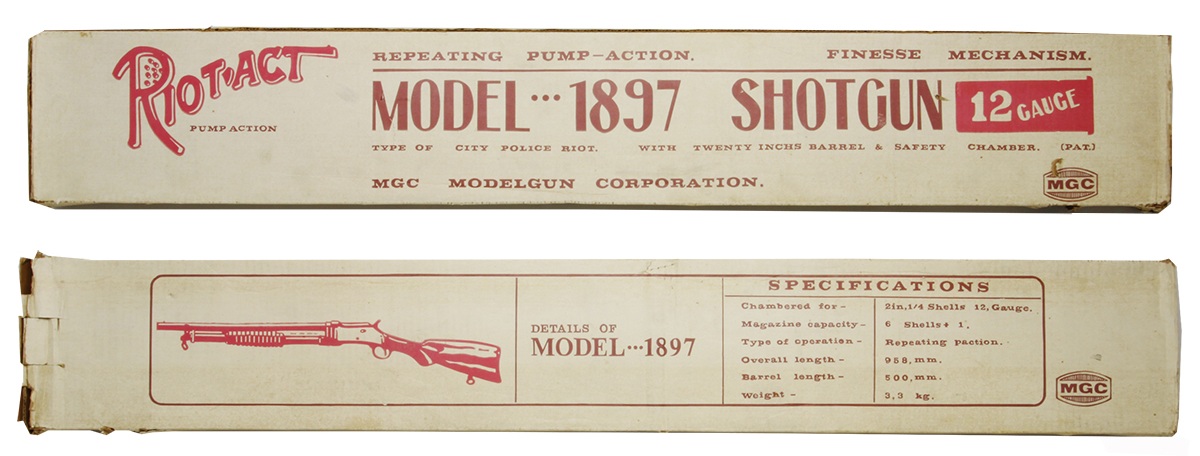 RIOT-ACT
PUMP ACTION
REPEATING PUMP-ACTION. FINESSE MECHANISM.
MODEL ••• 1897 SHOTGUN 12 GAUGE
TYPE OF CITY POLICE RIOT. WITH TWENTY INCHS BARREL & SAFETY CHAMBER. (PAT.)
MGC MODELGUN CORPORATION.
MGC
DETAILS OF
MODEL•••1897
SPECIFICATIONS
Chambered for- 2in,1/4 Shells 12, Gauge.
Magazine capacity- 6 Shells+ 1,
Type of operation- Repeating paction.
Overall length- 958, mm.
Barrel length- 500, mm.
Weight- 3,3 kg.
MGC